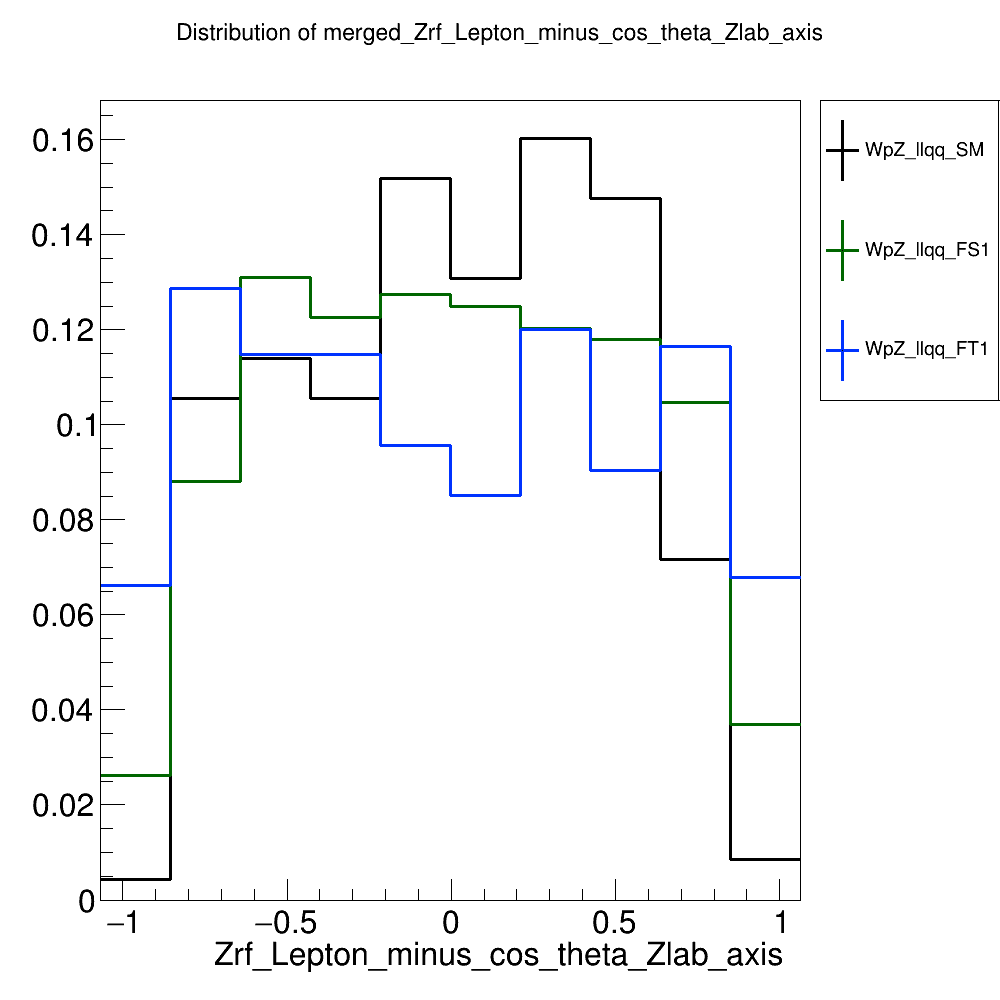 Distribution of merged_Zrf_Lepton_minus_cos_theta_Zlab_axis
0.16
0.14
0.12
0.1
0.08
0.06
0.04
0.02
0
−1
−0.5
0
0.5
1
Zrf_Lepton_minus_cos_theta_Zlab_axis
WpZ_llqq_SM
WpZ_llqq_FS1
WpZ_llqq_FT1